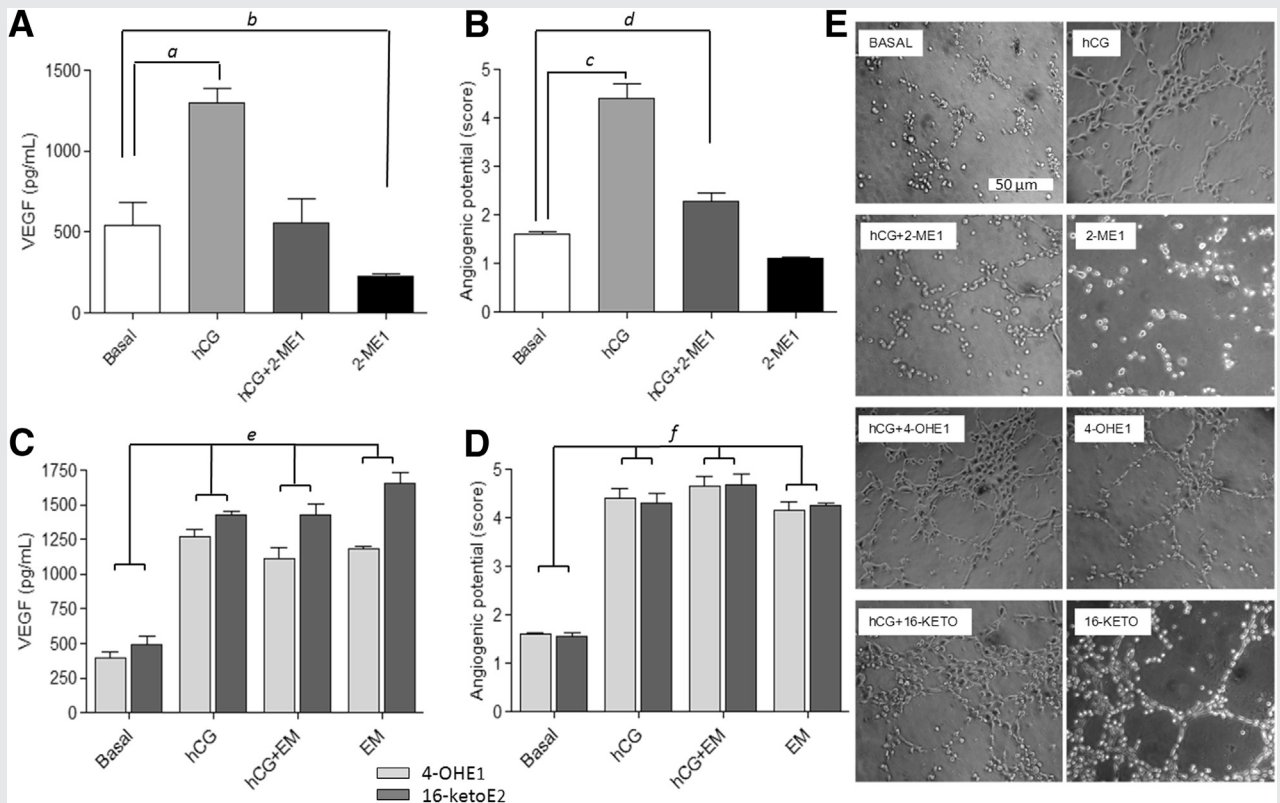 A
b
a
VEGF (pg/mL)
1500
1000
500
0
Basal
hCG
hCG+2-ME1
2-ME1
B
d
c
Angiogenic potential (score)
5
4
3
2
1
0
Basal
hCG
hCG+2-ME1
2-ME1
C
e
VEGF (pg/mL)
1750
1500
1250
1000
750
500
250
0
Basal
hCG
hCG+EM
EM
D
f
Angiogenic potential (score)
5
4
3
2
1
0
Basal
hCG
hCG+EM
EM
4-OHE1
16-ketoE2
E
BASAL
50 µm
hCG
hCG+2-ME1
2-ME1
hCG+4-OHE1
4-OHE1
hCG+16-KETO
16-KETO